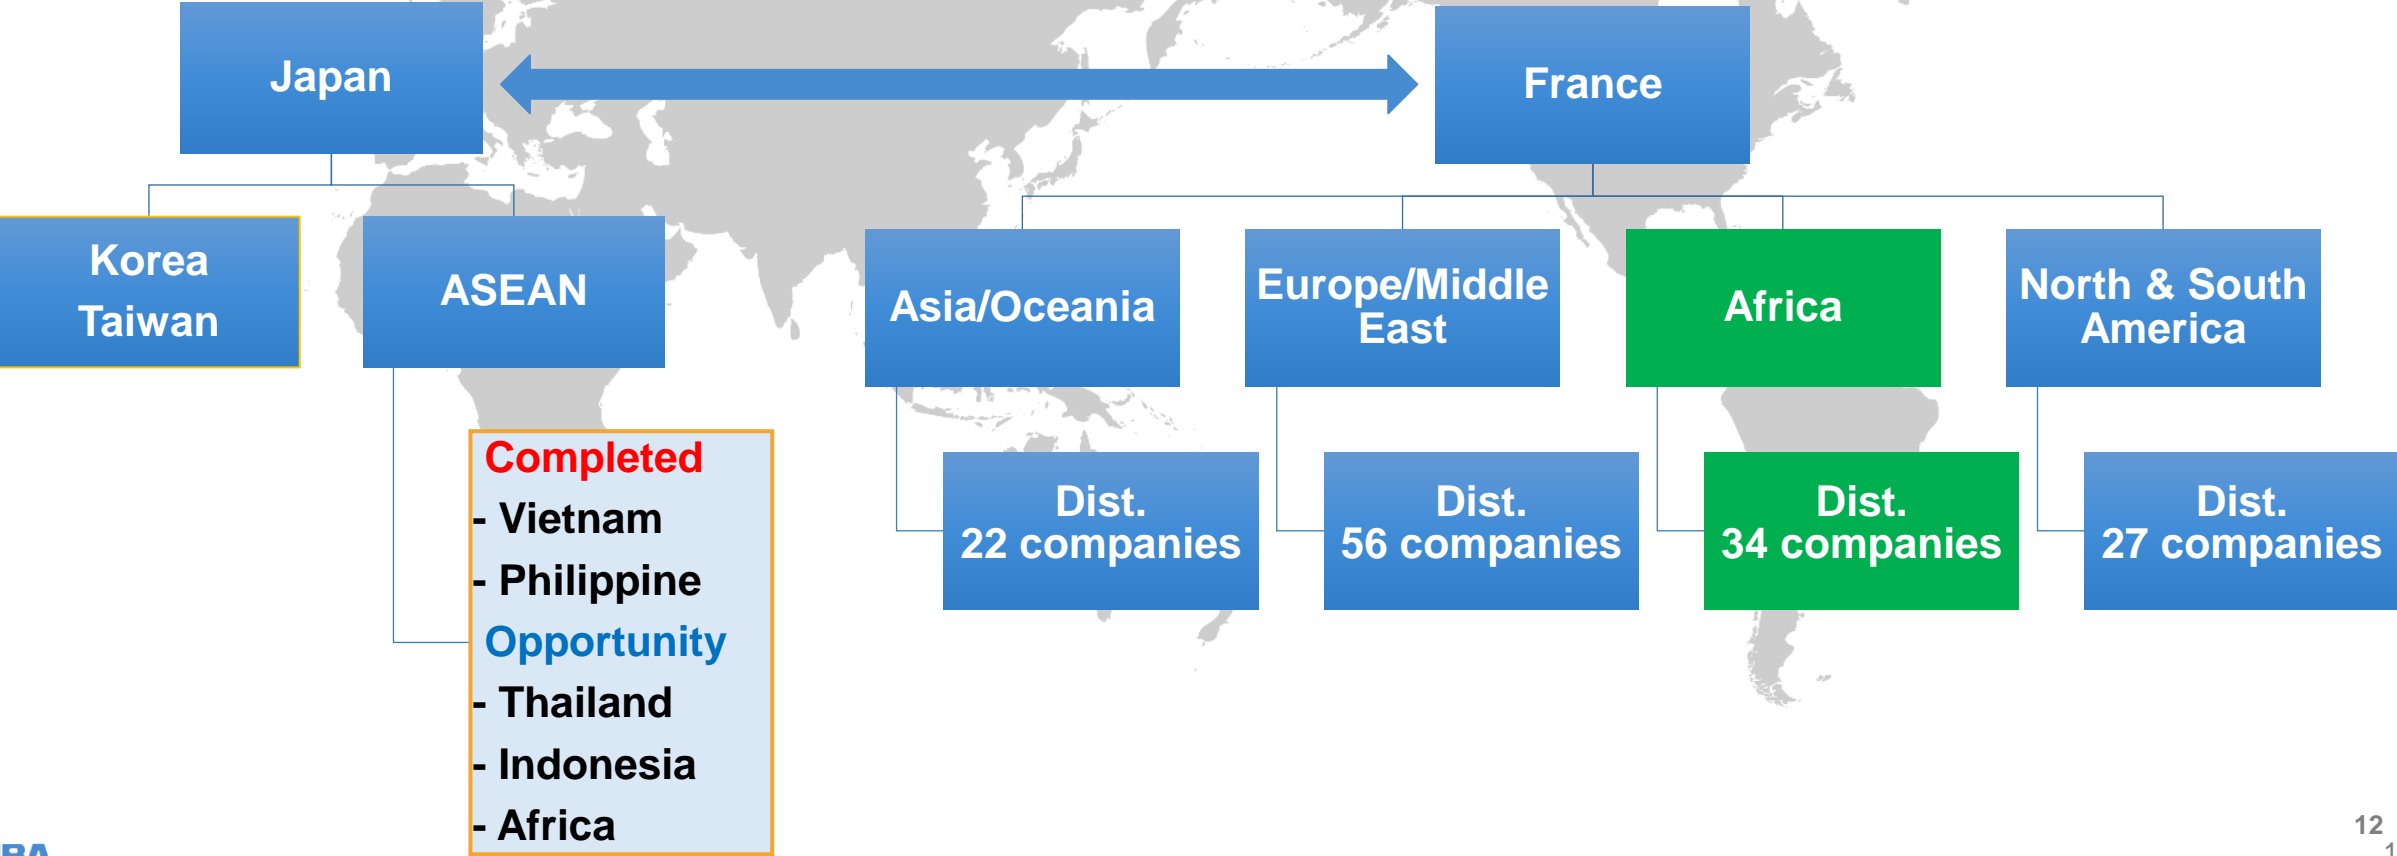 Japan
France
Korea
Taiwan
ASEAN
Asia/Oceania
Europe/Middle
East
Africa
North & South
America
Completed
- Vietnam
- Philippine
Opportunity
- Thailand
- Indonesia
- Africa
Dist.
22 companies
Dist.
56 companies
Dist.
34 companies
Dist.
27 companies
12
1